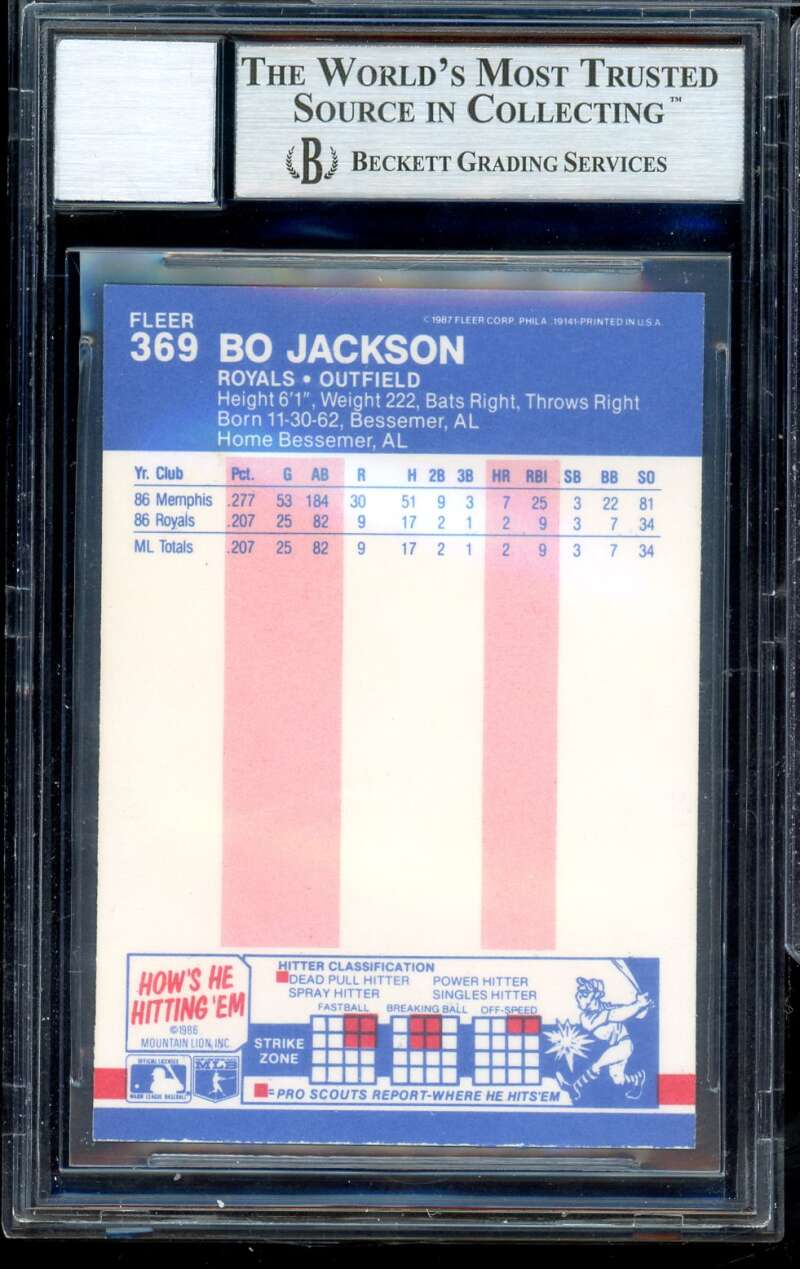 THE WORLD'S MOST TRUSTED
SOURCE IN COLLECTING™
B BECKETT GRADING SERVICES
FLEER
369 BO JACKSON
© 1987 FLEER CORP. PHILA. 19141-PRINTED IN U.S.A.
ROYALS • OUTFIELD
Height 6'1", Weight 222, Bats Right, Throws Right
Born 11-30-62, Bessemer, AL
Home Bessemer, AL
Yr. Club Pct. G AB R H 2B 3B HR RBI SB BB SO
86 Memphis .277 53 184 30 51 9 3 7 25 3 22 81
86 Royals .207 25 82 9 17 2 1 2 9 3 7 34
ML Totals .207 25 82 9 17 2 1 2 9 3 7 34
HOW'S HE
HITTING 'EM
©1986
MOUNTAIN LION, INC.
OFFICIAL LICENSEE
MAJOR LEAGUE BASEBALL
MLB
HITTER CLASSIFICATION
DEAD PULL HITTER POWER HITTER
SPRAY HITTER SINGLES HITTER
FASTBALL BREAKING BALL OFF-SPEED
STRIKE
ZONE
=PRO SCOUTS REPORT-WHERE HE HITS'EM